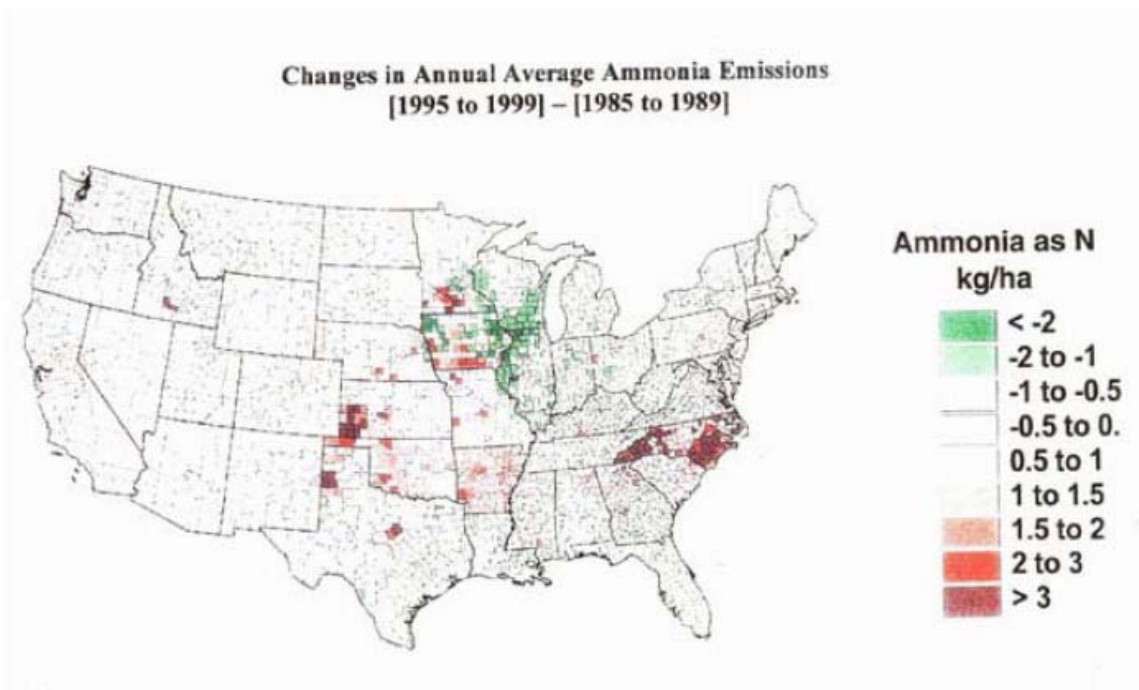 Changes in Annual Average Ammonia Emissions
[1995 to 1999] – [1985 to 1989]
Ammonia as N
kg/ha
< -2
-2 to -1
-1 to -0.5
-0.5 to 0.
0.5 to 1
1 to 1.5
1.5 to 2
2 to 3
> 3